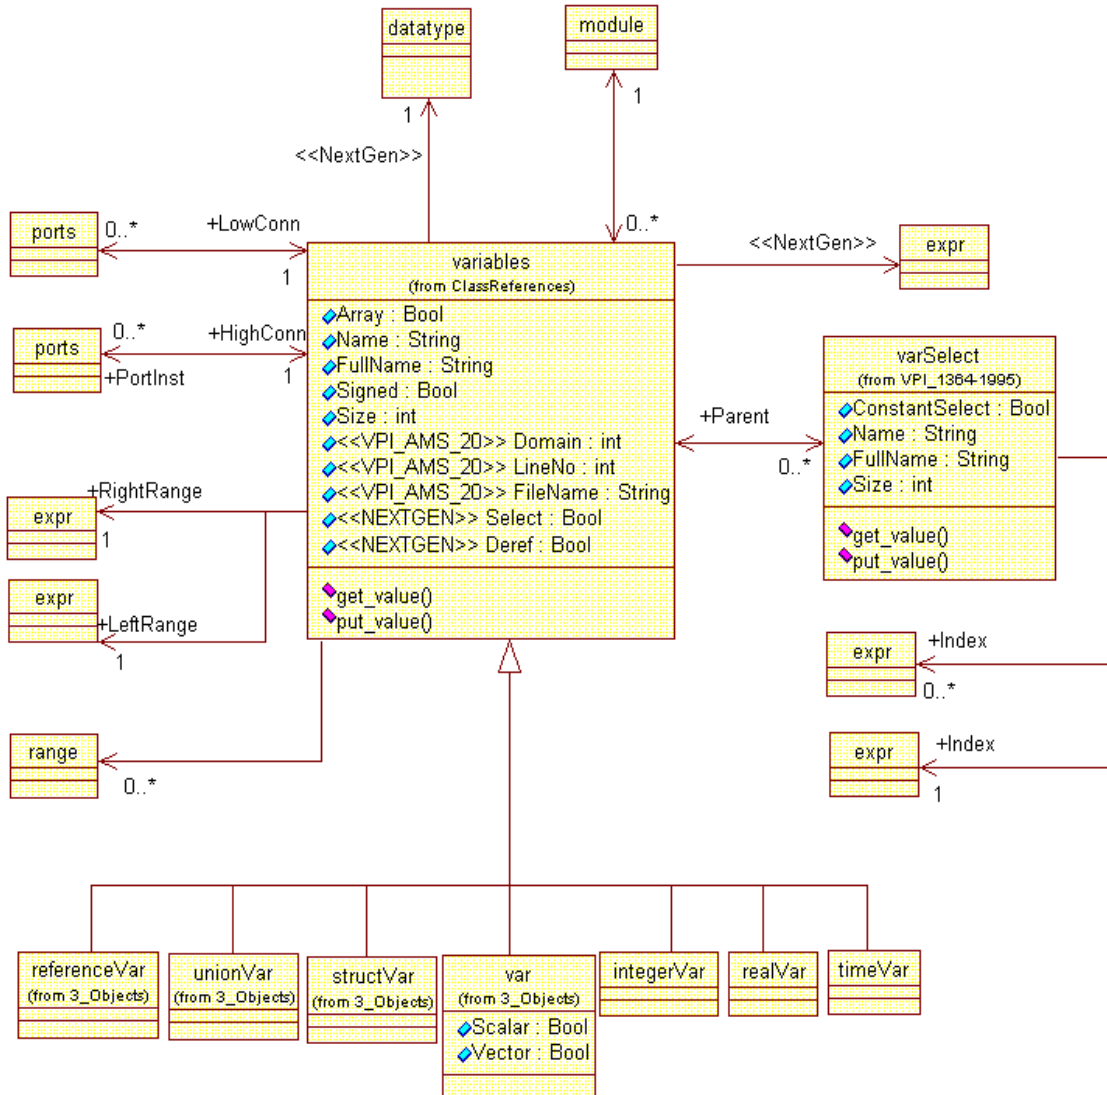 datatype
module
1
1
<<NextGen>>
ports
0..*
+LowConn
1
0..*
<<NextGen>>
expr
variables
(from ClassReferences)
Array : Bool
Name : String
FullName : String
Signed : Bool
Size : int
<<VPI_AMS_20>> Domain : int
<<VPI_AMS_20>> LineNo : int
<<VPI_AMS_20>> FileName : String
<<NEXTGEN>> Select : Bool
<<NEXTGEN>> Deref : Bool
get_value()
put_value()
ports
0..*
+HighConn
+PortInst
1
varSelect
(from VPI_1364-1995)
ConstantSelect : Bool
Name : String
FullName : String
Size : int
get_value()
put_value()
+Parent
0..*
+RightRange
expr
1
expr
+LeftRange
1
expr
+Index
0..*
range
0..*
expr
+Index
1
referenceVar
(from 3_Objects)
unionVar
(from 3_Objects)
structVar
(from 3_Objects)
var
(from 3_Objects)
Scalar : Bool
Vector : Bool
integerVar
realVar
timeVar